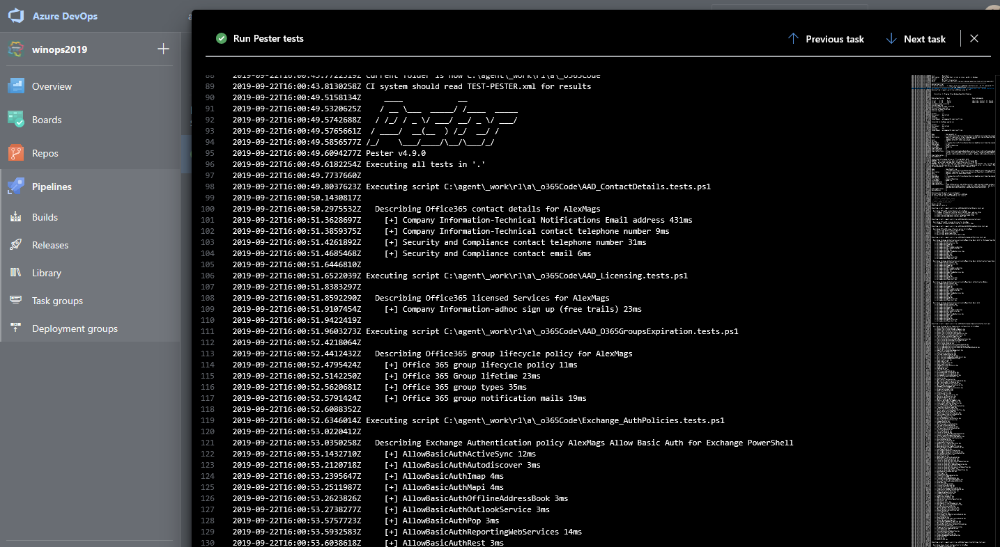 Azure DevOps
winops2019
Overview
Boards
Repos
Pipelines
Builds
Releases
Library
Task groups
Deployment groups
Run Pester tests
Previous task
Next task
88 2019-09-22T16:00:43.7722519Z Current folder is now C:\agent\_work\r1\a\_o365Code
89 2019-09-22T16:00:43.8130258Z CI system should read TEST-PESTER.xml for results
90 2019-09-22T16:00:49.5158134Z     ____            __
91 2019-09-22T16:00:49.5320625Z    / __ \___  _____/ /____  _____
92 2019-09-22T16:00:49.5742688Z   / /_/ / _ \/ ___/ __/ _ \/ ___/
93 2019-09-22T16:00:49.5765661Z  / ____/  __(__  ) /_/  __/ /
94 2019-09-22T16:00:49.5856577Z /_/    \___/____/\__/\___/_/
95 2019-09-22T16:00:49.6094277Z Pester v4.9.0
96 2019-09-22T16:00:49.6182254Z Executing all tests in '.'
97 2019-09-22T16:00:49.7737660Z
98 2019-09-22T16:00:49.8037623Z Executing script C:\agent\_work\r1\a\_o365Code\AAD_ContactDetails.tests.ps1
99 2019-09-22T16:00:50.1430817Z
100 2019-09-22T16:00:50.2975532Z   Describing Office365 contact details for AlexMags
101 2019-09-22T16:00:51.3628697Z     [+] Company Information-Technical Notifications Email address 431ms
102 2019-09-22T16:00:51.3859375Z     [+] Company Information-Technical contact telephone number 9ms
103 2019-09-22T16:00:51.4261892Z     [+] Security and Compliance contact telephone number 31ms
104 2019-09-22T16:00:51.4685468Z     [+] Security and Compliance contact email 6ms
105 2019-09-22T16:00:51.6446810Z
106 2019-09-22T16:00:51.6522039Z Executing script C:\agent\_work\r1\a\_o365Code\AAD_Licensing.tests.ps1
107 2019-09-22T16:00:51.8383297Z
108 2019-09-22T16:00:51.8592290Z   Describing Office365 licensed Services for AlexMags
109 2019-09-22T16:00:51.9107454Z     [+] Company Information-adhoc sign up (free trails) 23ms
110 2019-09-22T16:00:51.9422419Z
111 2019-09-22T16:00:51.9603273Z Executing script C:\agent\_work\r1\a\_o365Code\AAD_O365GroupsExpiration.tests.ps1
112 2019-09-22T16:00:52.4218064Z
113 2019-09-22T16:00:52.4412432Z   Describing Office365 group lifecycle policy for AlexMags
114 2019-09-22T16:00:52.4795424Z     [+] Office 365 group lifecycle policy 11ms
115 2019-09-22T16:00:52.5142250Z     [+] Office 365 Group lifetime 23ms
116 2019-09-22T16:00:52.5620681Z     [+] Office 365 group types 35ms
117 2019-09-22T16:00:52.5791424Z     [+] Office 365 group notification mails 19ms
118 2019-09-22T16:00:52.6088352Z
119 2019-09-22T16:00:52.6346014Z Executing script C:\agent\_work\r1\a\_o365Code\Exchange_AuthPolicies.tests.ps1
120 2019-09-22T16:00:53.0220412Z
121 2019-09-22T16:00:53.0350258Z   Describing Exchange Authentication policy AlexMags Allow Basic Auth for Exchange PowerShell
122 2019-09-22T16:00:53.1432710Z     [+] AllowBasicAuthActiveSync 12ms
123 2019-09-22T16:00:53.2120718Z     [+] AllowBasicAuthAutodiscover 3ms
124 2019-09-22T16:00:53.2395647Z     [+] AllowBasicAuthImap 4ms
125 2019-09-22T16:00:53.2511987Z     [+] AllowBasicAuthMapi 4ms
126 2019-09-22T16:00:53.2623826Z     [+] AllowBasicAuthOfflineAddressBook 3ms
127 2019-09-22T16:00:53.2738277Z     [+] AllowBasicAuthOutlookService 3ms
128 2019-09-22T16:00:53.5757723Z     [+] AllowBasicAuthPop 3ms
129 2019-09-22T16:00:53.5932583Z     [+] AllowBasicAuthReportingWebServices 14ms
130 2019-09-22T16:00:53.6038618Z     [+] AllowBasicAuthRest 3ms